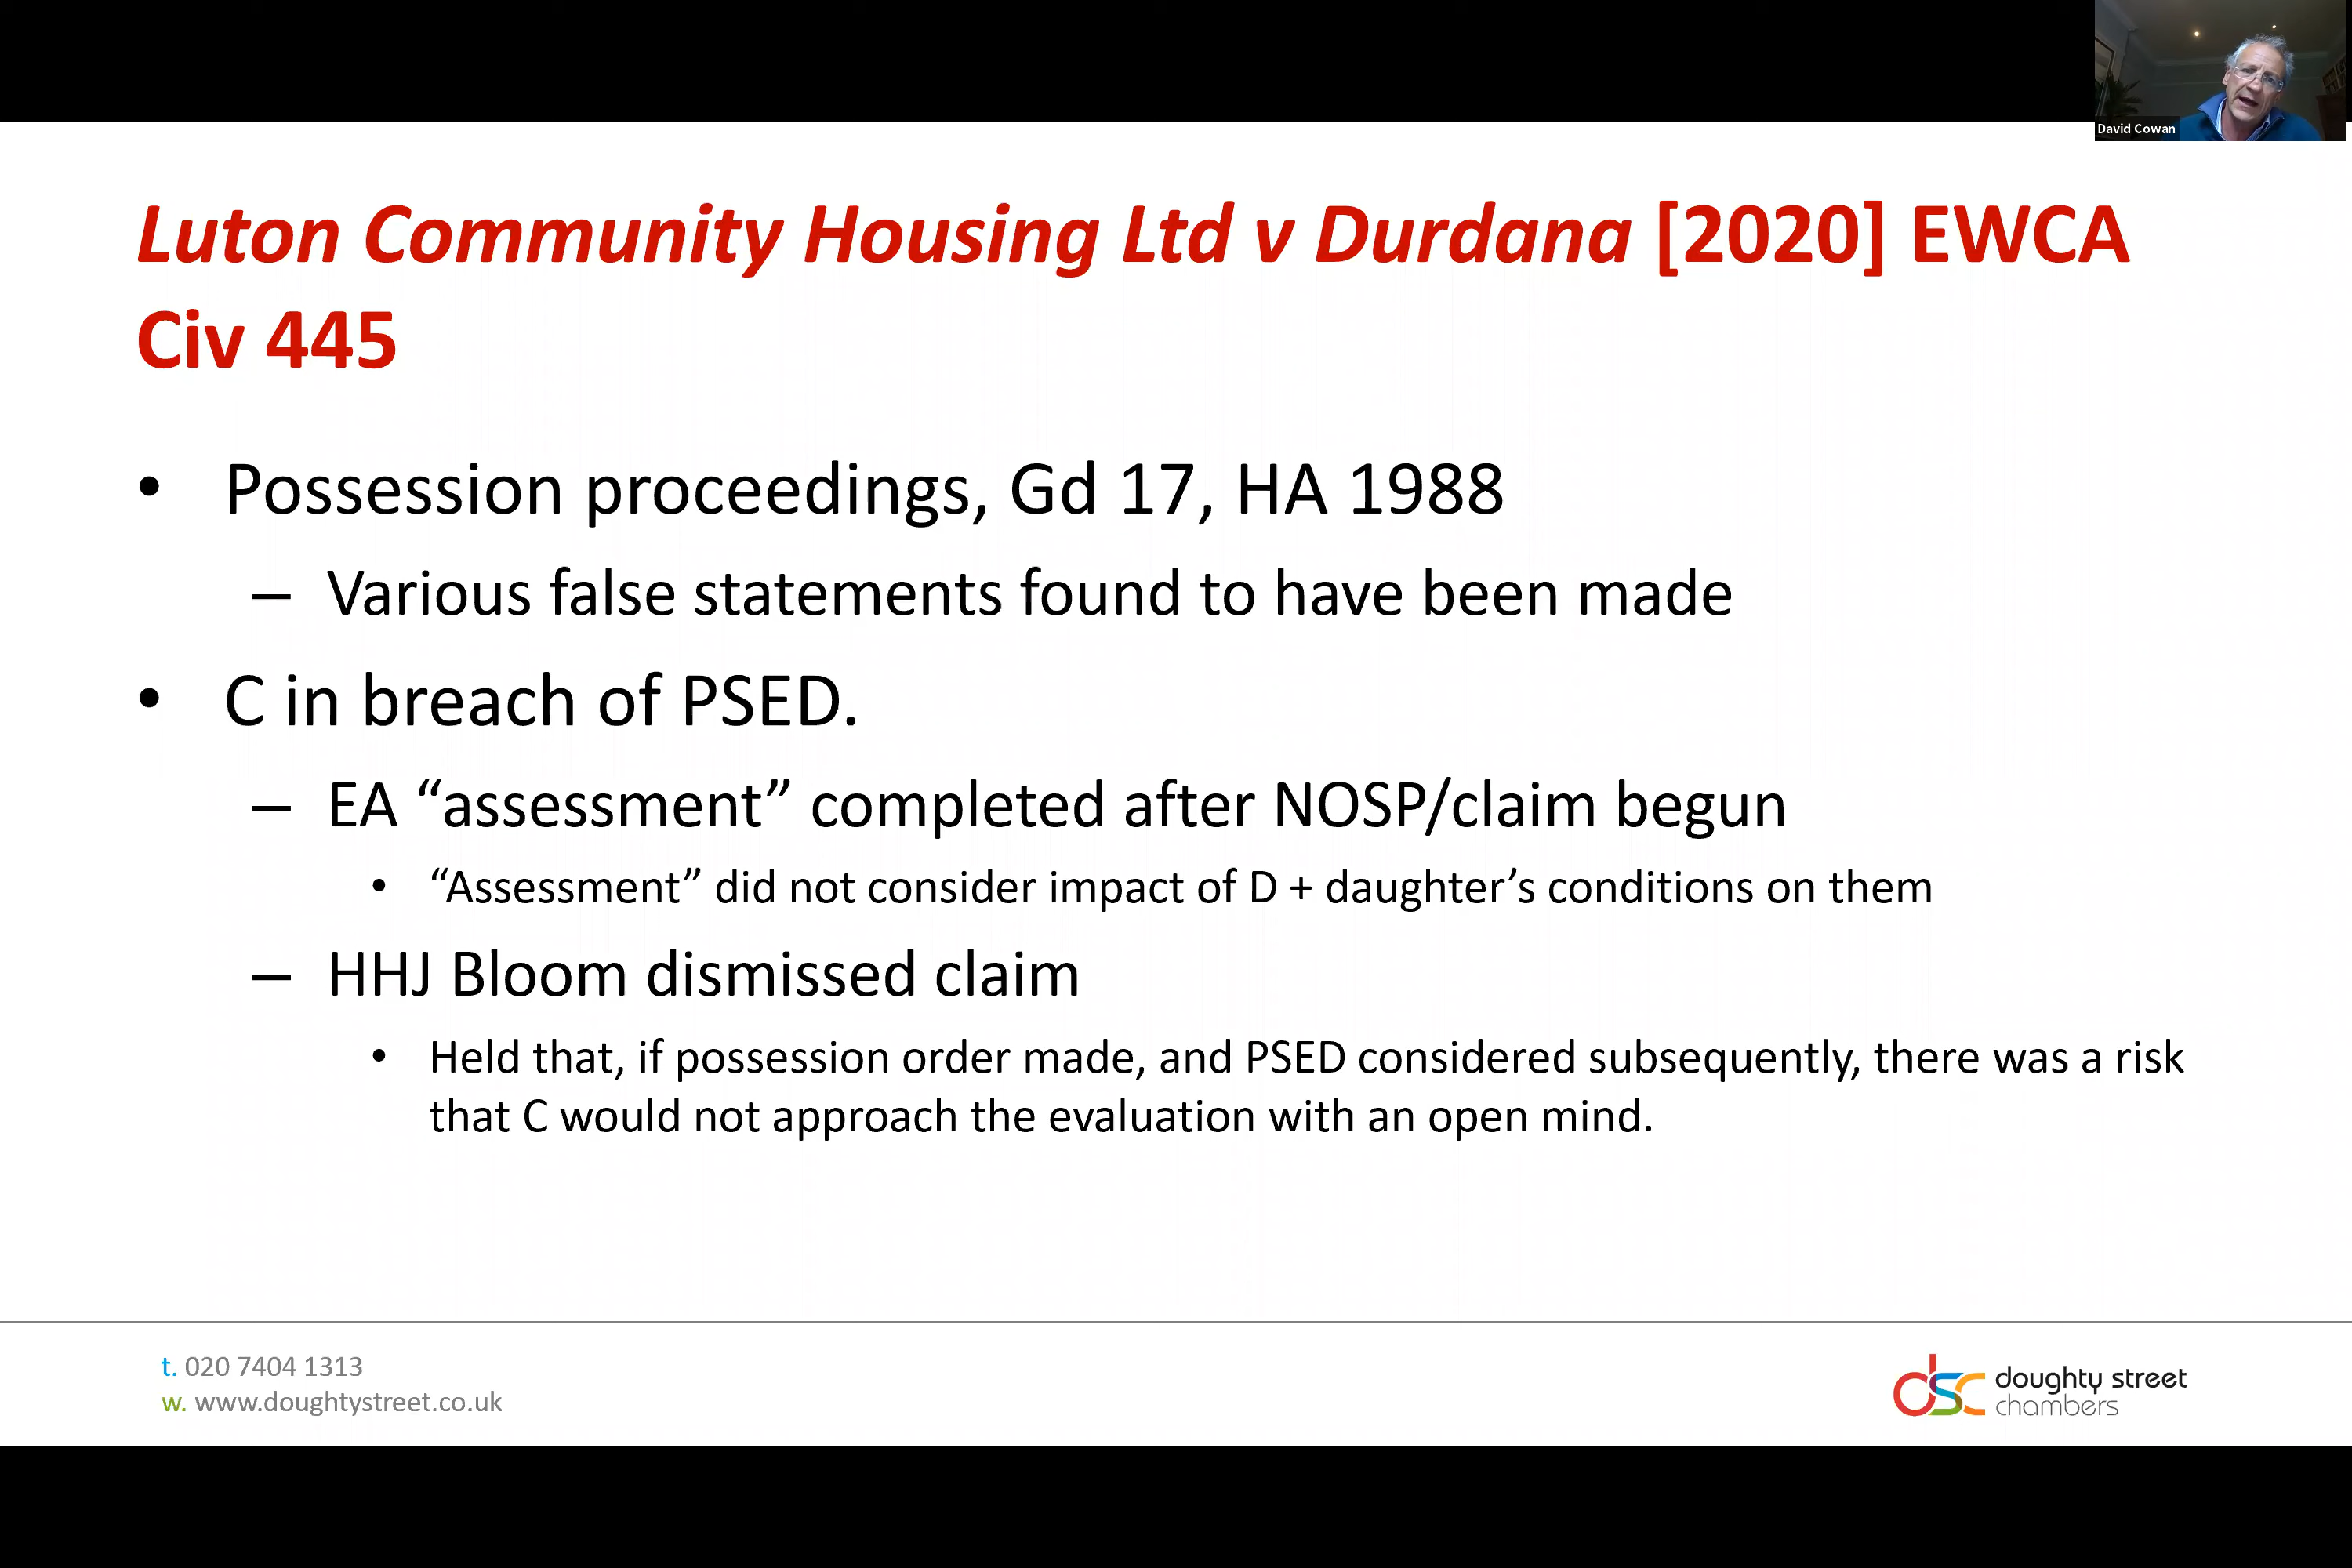 David Cowan
Luton Community Housing Ltd v Durdana [2020] EWCA
Civ 445
• Possession proceedings, Gd 17, HA 1988
– Various false statements found to have been made
• C in breach of PSED.
– EA “assessment” completed after NOSP/claim begun
• “Assessment” did not consider impact of D + daughter’s conditions on them
– HHJ Bloom dismissed claim
• Held that, if possession order made, and PSED considered subsequently, there was a risk
that C would not approach the evaluation with an open mind.
t. 020 7404 1313
w. www.doughtystreet.co.uk
dsc
doughty street
chambers